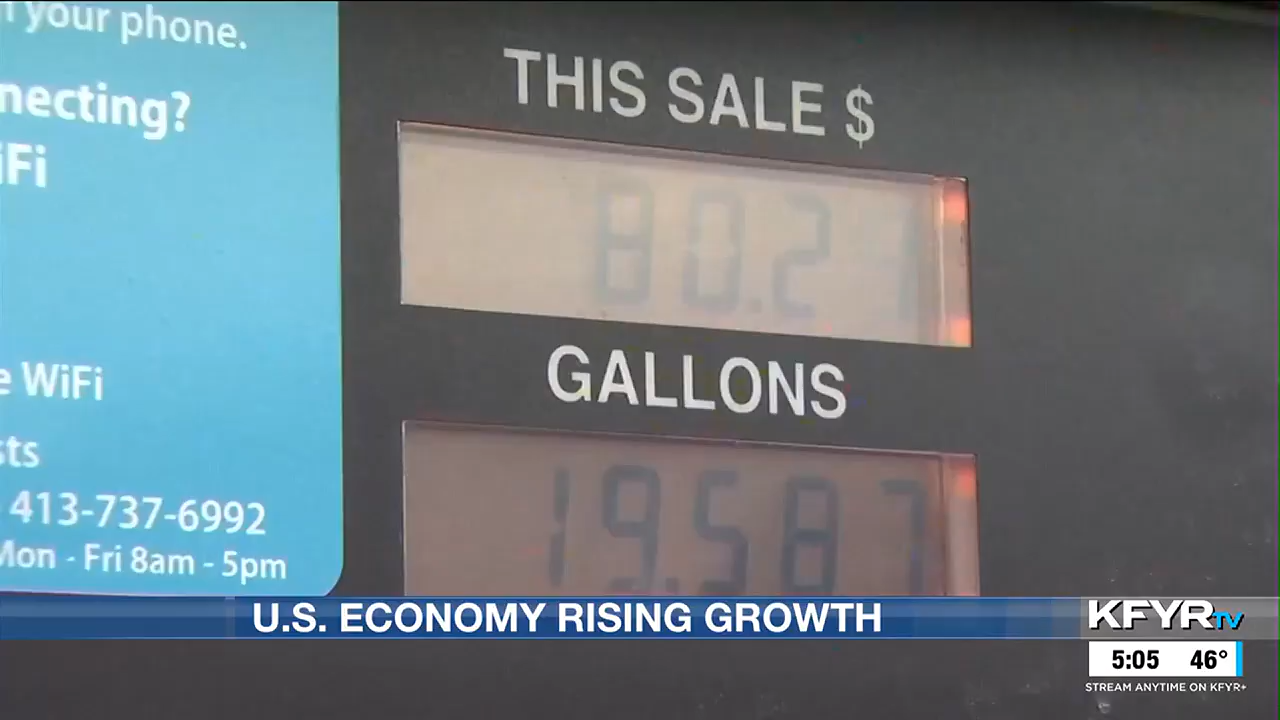 n your phone.
necting?
iFi
e WiFi
sts
413-737-6992
Mon - Fri 8am - 5pm
THIS SALE $
80.27
GALLONS
19.587
U.S. ECONOMY RISING GROWTH
KFYR TV
5:05 46°
STREAM ANYTIME ON KFYR+